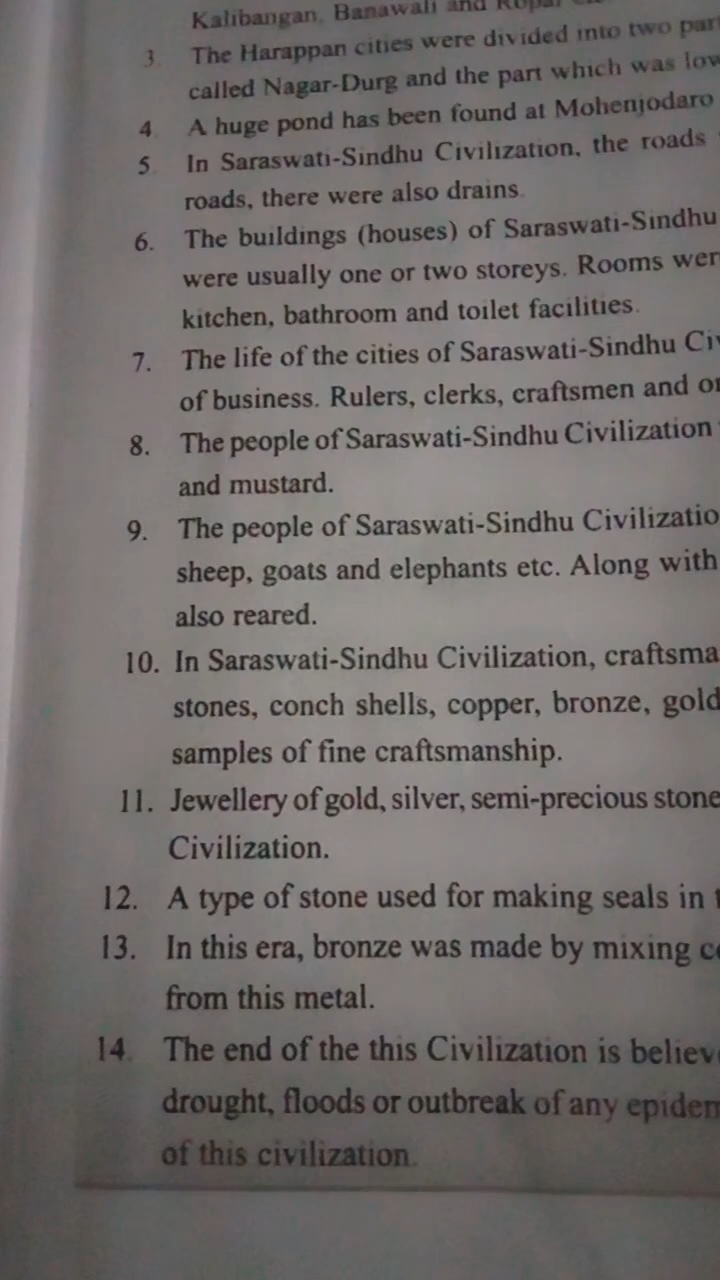 Kalibangan, Banawali and Ropar
3. The Harappan cities were divided into two par
called Nagar-Durg and the part which was low
4. A huge pond has been found at Mohenjodaro
5. In Saraswati-Sindhu Civilization, the roads
roads, there were also drains.
6. The buildings (houses) of Saraswati-Sindhu
were usually one or two storeys. Rooms wer
kitchen, bathroom and toilet facilities.
7. The life of the cities of Saraswati-Sindhu Civ
of business. Rulers, clerks, craftsmen and or
8. The people of Saraswati-Sindhu Civilization
and mustard.
9. The people of Saraswati-Sindhu Civilizatio
sheep, goats and elephants etc. Along with
also reared.
10. In Saraswati-Sindhu Civilization, craftsma
stones, conch shells, copper, bronze, gold
samples of fine craftsmanship.
11. Jewellery of gold, silver, semi-precious stone
Civilization.
12. A type of stone used for making seals in t
13. In this era, bronze was made by mixing co
from this metal.
14. The end of the this Civilization is believe
drought, floods or outbreak of any epidem
of this civilization.